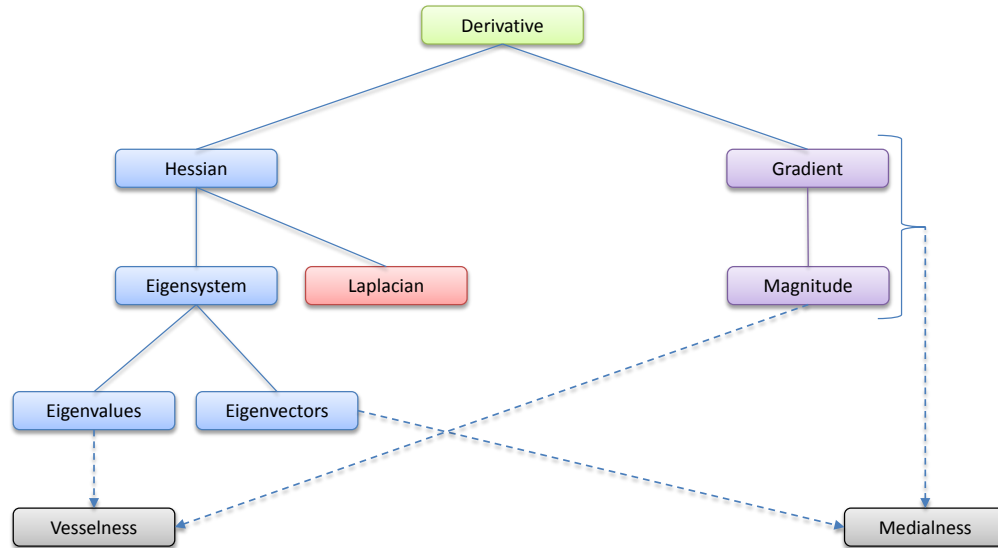 Derivative
Hessian
Gradient
Eigensystem
Laplacian
Magnitude
Eigenvalues
Eigenvectors
Vesselness
Medialness